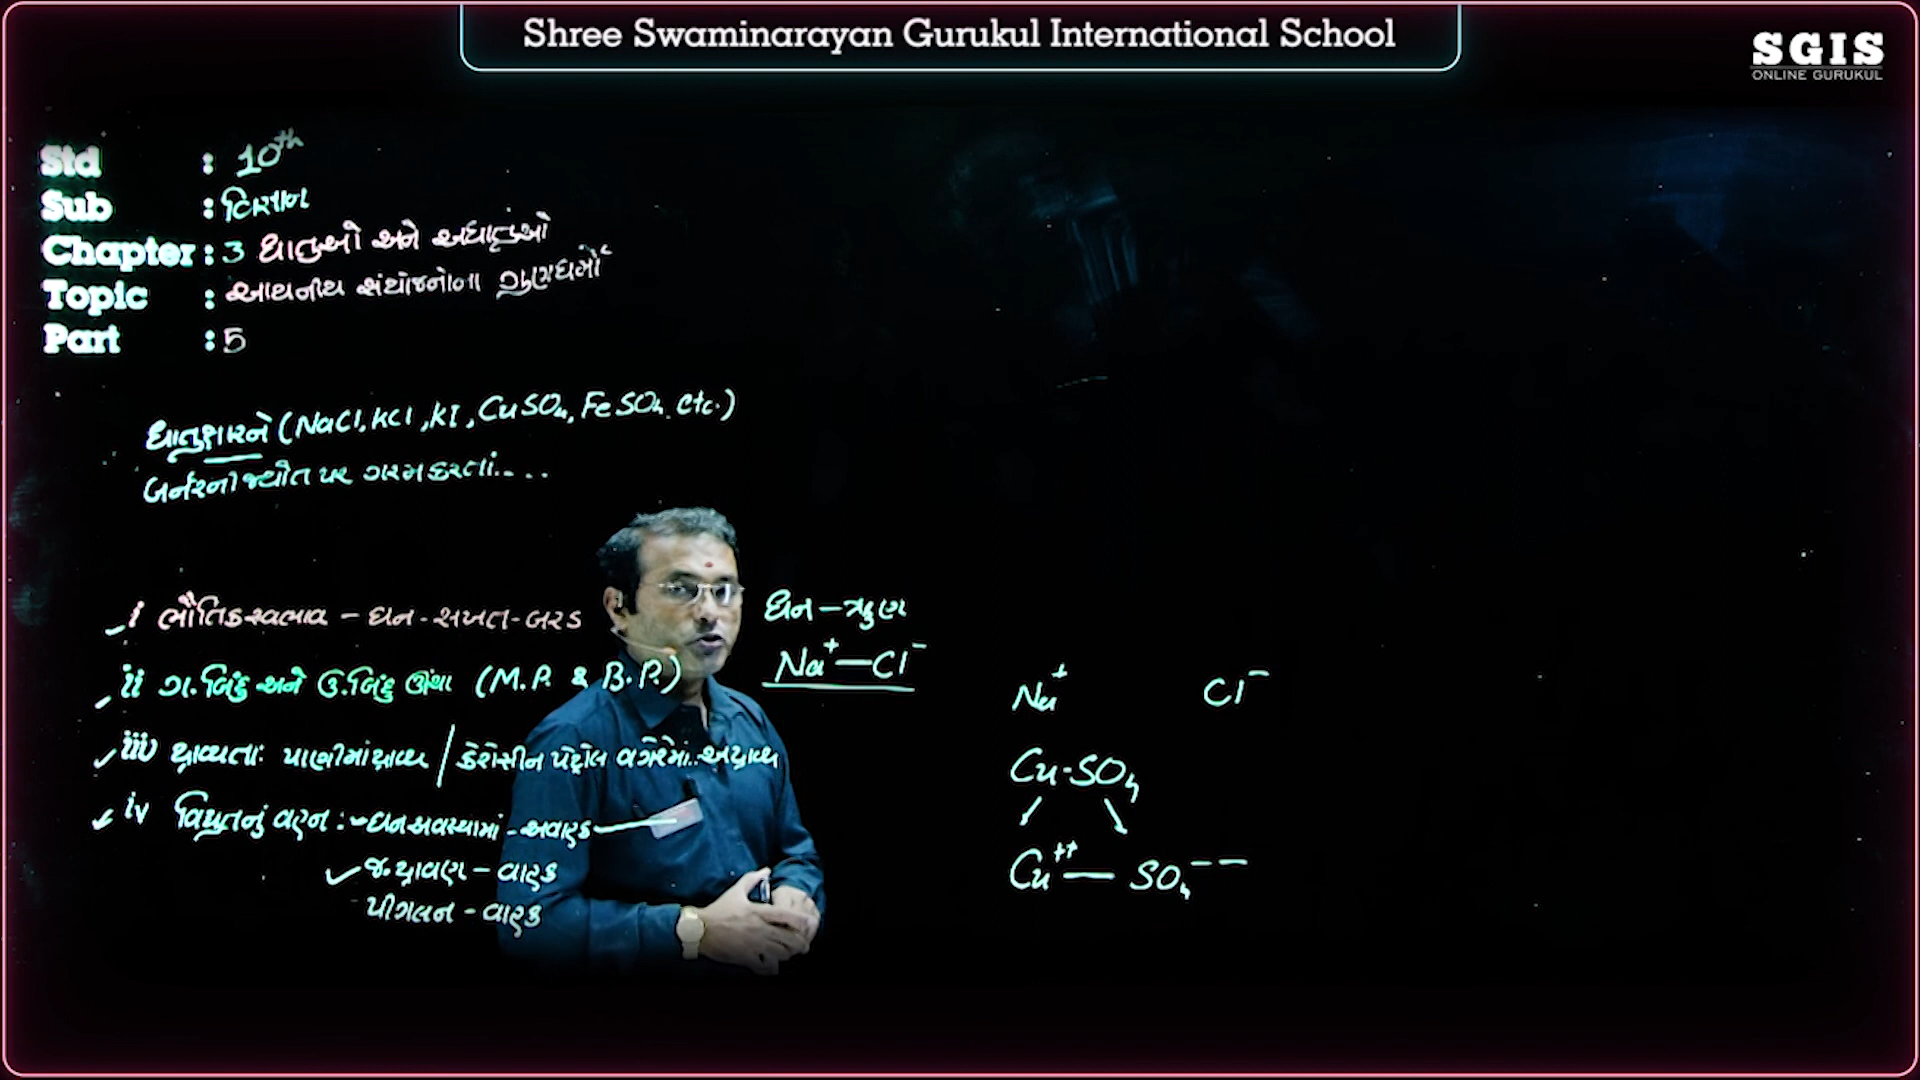 Shree Swaminarayan Gurukul International School
SGIS
ONLINE GURUKUL
Std : 10th
Sub : વિજ્ઞાન
Chapter : 3 ધાતુઓ અને અધાતુઓ
Topic : આયનીય સંયોજનોના ગુણધર્મો
Part : 5
ધાતુક્ષારને (NaCl, KCl, KI, CuSO4, FeSO4 etc.)
બર્નરની જ્યોત પર ગરમ કરતાં....
i ભૌતિક સ્વભાવ - ઘન - સખત - બરડ
ii ગ.બિંદુ અને ઉ.બિંદુ ઊંચા (M.P. & B.P.)
iii દ્રાવ્યતા: પાણીમાં દ્રાવ્ય / કેરોસીન પેટ્રોલ વગેરેમાં..અદ્રાવ્ય
iv વિદ્યુતનું વહન :- ઘન અવસ્થામાં - અવાહક
જ.દ્રાવણ - વાહક
પીગલન - વાહક
ધન - ઋણ
Na+ — Cl-
Na+ Cl-
Cu-SO4
Cu++ — SO4--